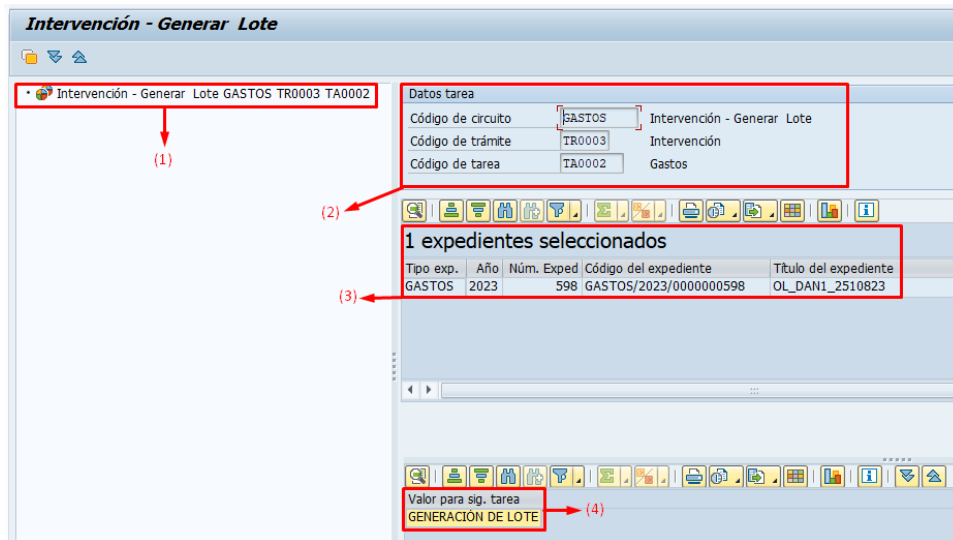 Intervención - Generar Lote
Intervención - Generar Lote GASTOS TR0003 TA0002
(1)
Datos tarea
Código de circuito GASTOS Intervención - Generar Lote
Código de trámite TR0003 Intervención
Código de tarea TA0002 Gastos
(2)
1 expedientes seleccionados
Tipo exp. Año Núm. Exped Código del expediente Título del expediente
GASTOS 2023 598 GASTOS/2023/0000000598 OL_DAN1_2510823
(3)
Valor para sig. tarea
GENERACIÓN DE LOTE
(4)